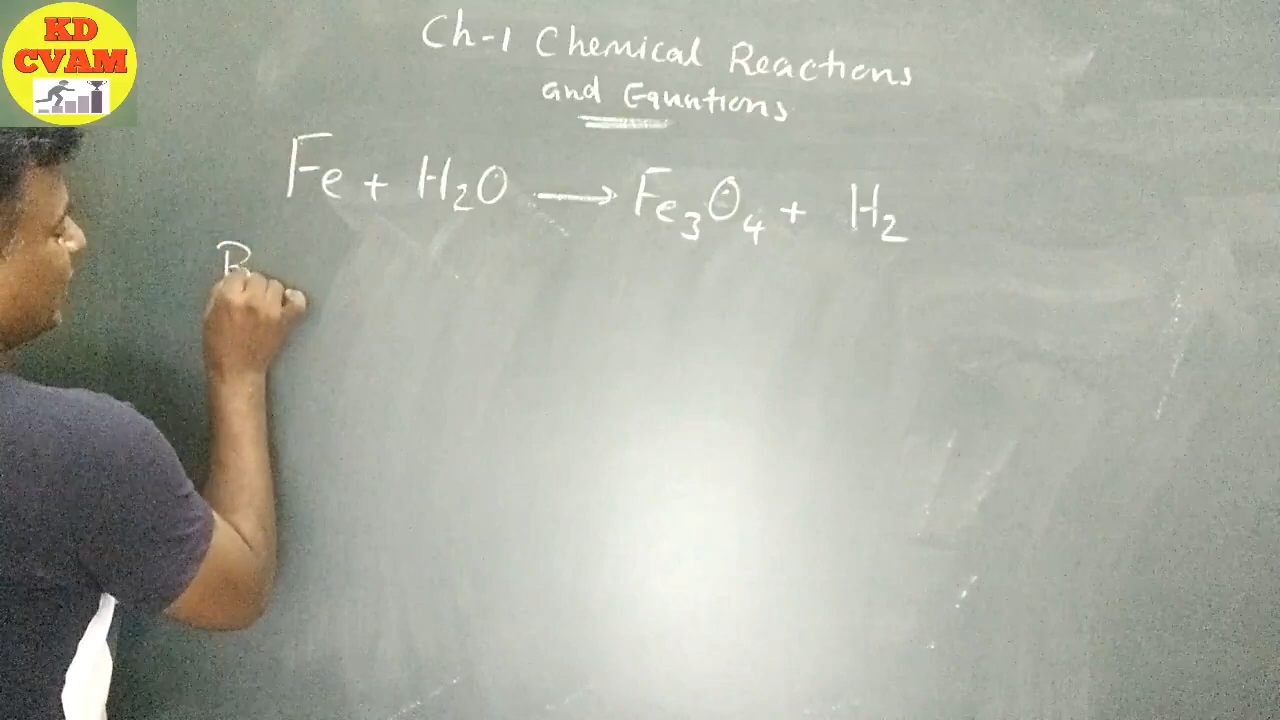 KD
CVAM
Ch-1 Chemical Reactions
and Equations
Fe + H₂O → Fe₃O₄ + H₂